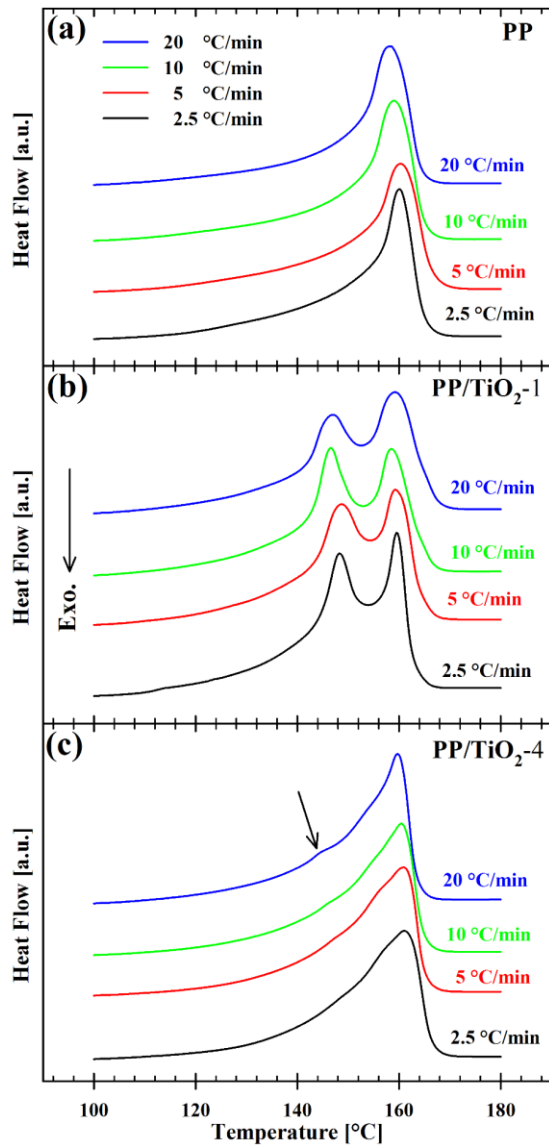 (a)
PP
20 °C/min
10 °C/min
5 °C/min
2.5 °C/min
Heat Flow [a.u.]
20 °C/min
10 °C/min
5 °C/min
2.5 °C/min
(b)
PP/TiO₂-1
Heat Flow [a.u.]
Exo.
20 °C/min
10 °C/min
5 °C/min
2.5 °C/min
(c)
PP/TiO₂-4
Heat Flow [a.u.]
20 °C/min
10 °C/min
5 °C/min
2.5 °C/min
100 120 140 160 180
Temperature [°C]